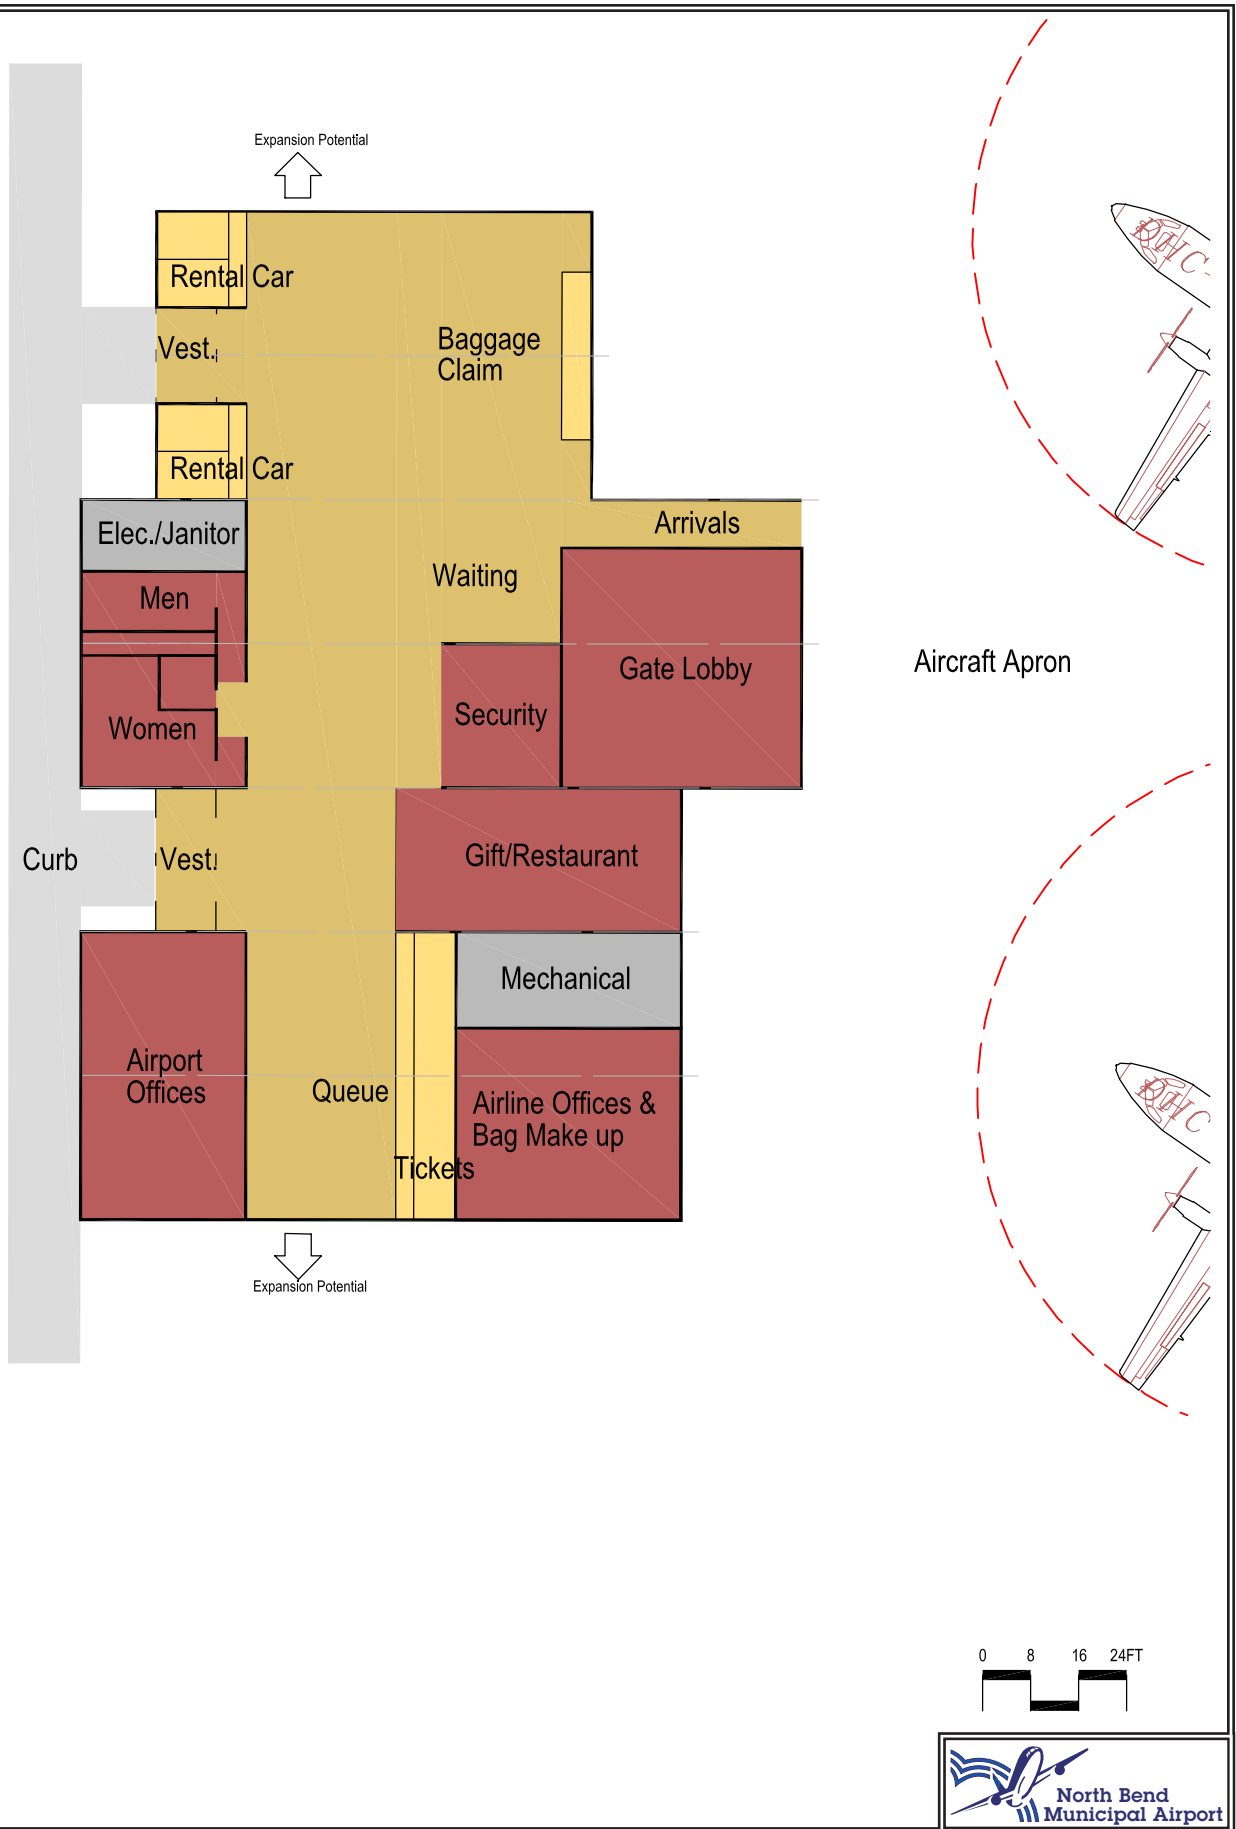 Expansion Potential
Rental Car
Vest.
Baggage
Claim
Rental Car
Elec./Janitor
Arrivals
Men
Waiting
Gate Lobby
Aircraft Apron
Security
Women
Curb
Vest.
Gift/Restaurant
Mechanical
Airport
Offices
Queue
Airline Offices &
Bag Make up
Tickets
Expansion Potential
DHC-
DHC
0 8 16 24FT
North Bend
Municipal Airport